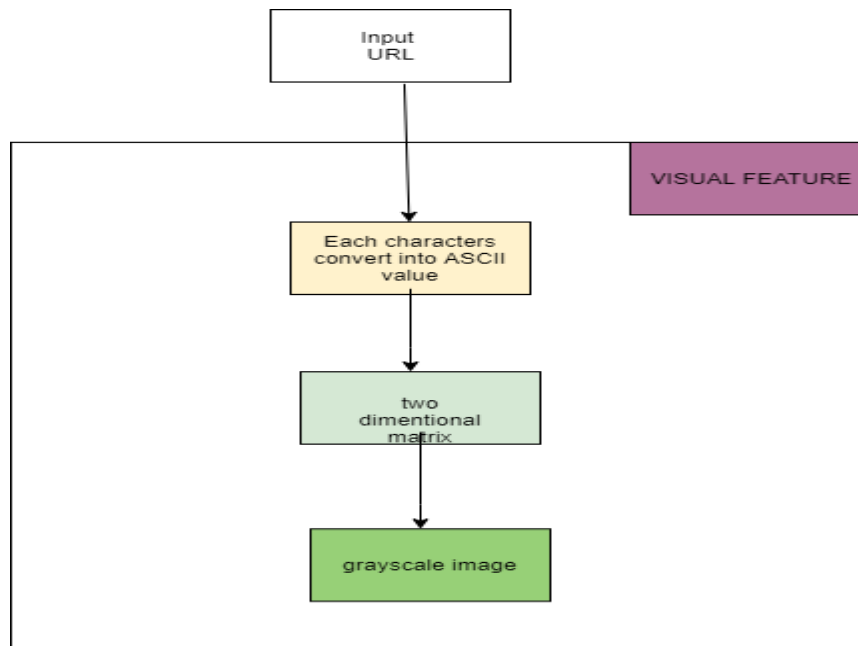 Input
URL
VISUAL FEATURE
Each characters
convert into ASCII
value
two
dimentional
matrix
grayscale image